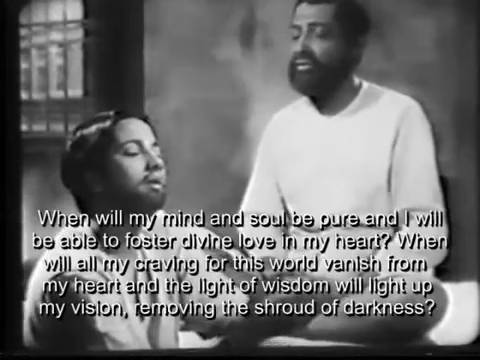 When will my mind and soul be pure and I will
be able to foster divine love in my heart? When
will all my craving for this world vanish from
my heart and the light of wisdom will light up
my vision, removing the shroud of darkness?